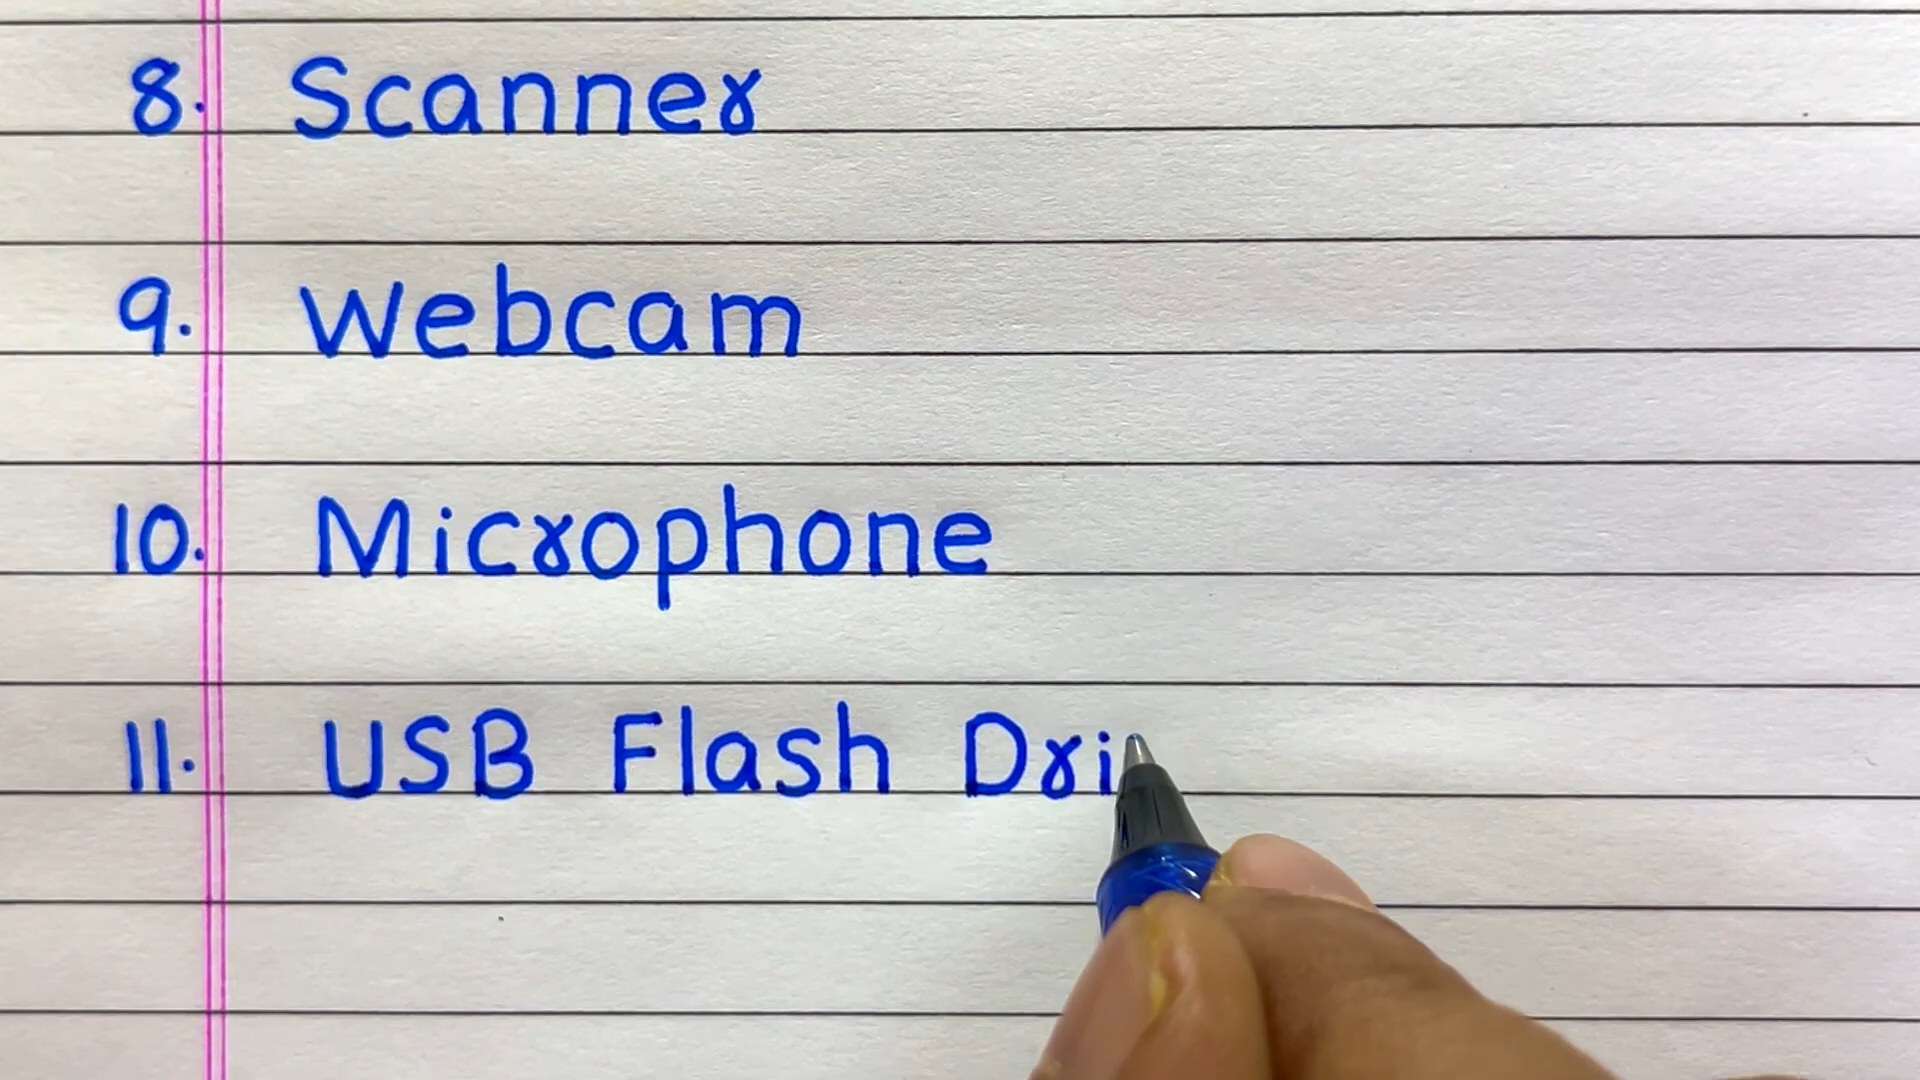 8. Scanner
9. Webcam
10. Microphone
11. USB Flash Dri